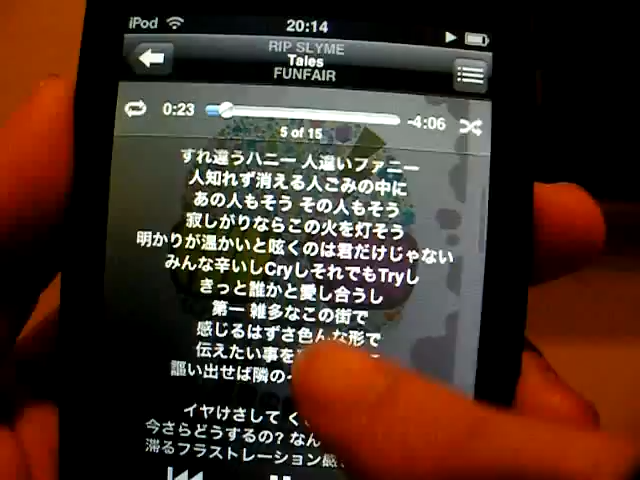 iPod 20:14
RIP SLYME
Tales
FUNFAIR
0:23 -4:06
5 of 15
すれ違うハニー 人違いファニー
人知れず消える人ごみの中に
あの人もそう その人もそう
寂しがりならこの火を灯そう
明かりが温かいと呟くのは君だけじゃない
みんな辛いしCryしそれでもTryし
きっと誰かと愛し合うし
第一 雑多なこの街で
感じるはずさ色んな形で
伝えたい事を
謳い出せば隣の
イヤけさして
今さらどうするの? なん
滞るフラストレーション